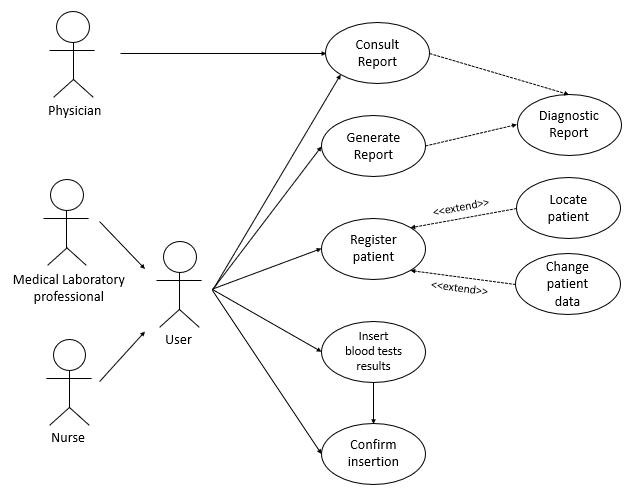 Physician
Consult
Report
Generate
Report
Diagnostic
Report
Medical Laboratory
professional
User
Nurse
Register
patient
<<extend>>
Locate
patient
<<extend>>
Change
patient
data
Insert
blood tests
results
Confirm
insertion